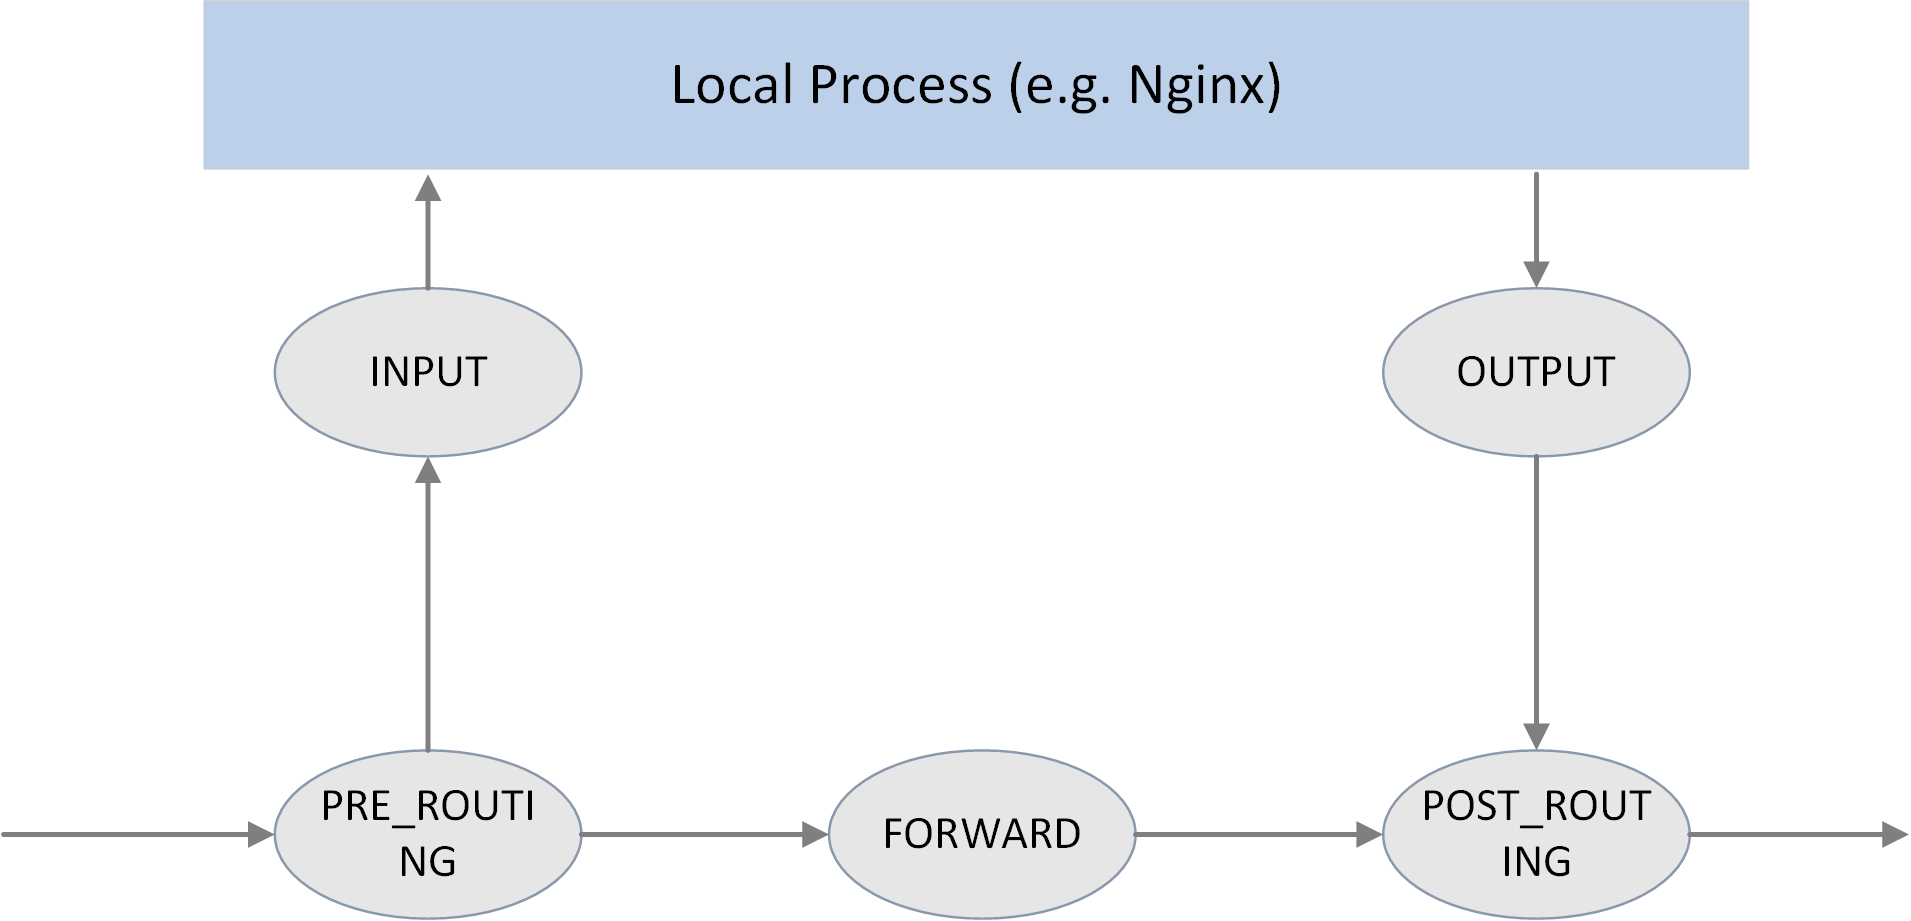 Local Process (e.g. Nginx)
INPUT
OUTPUT
PRE_ROUTI
NG
FORWARD
POST_ROUT
ING